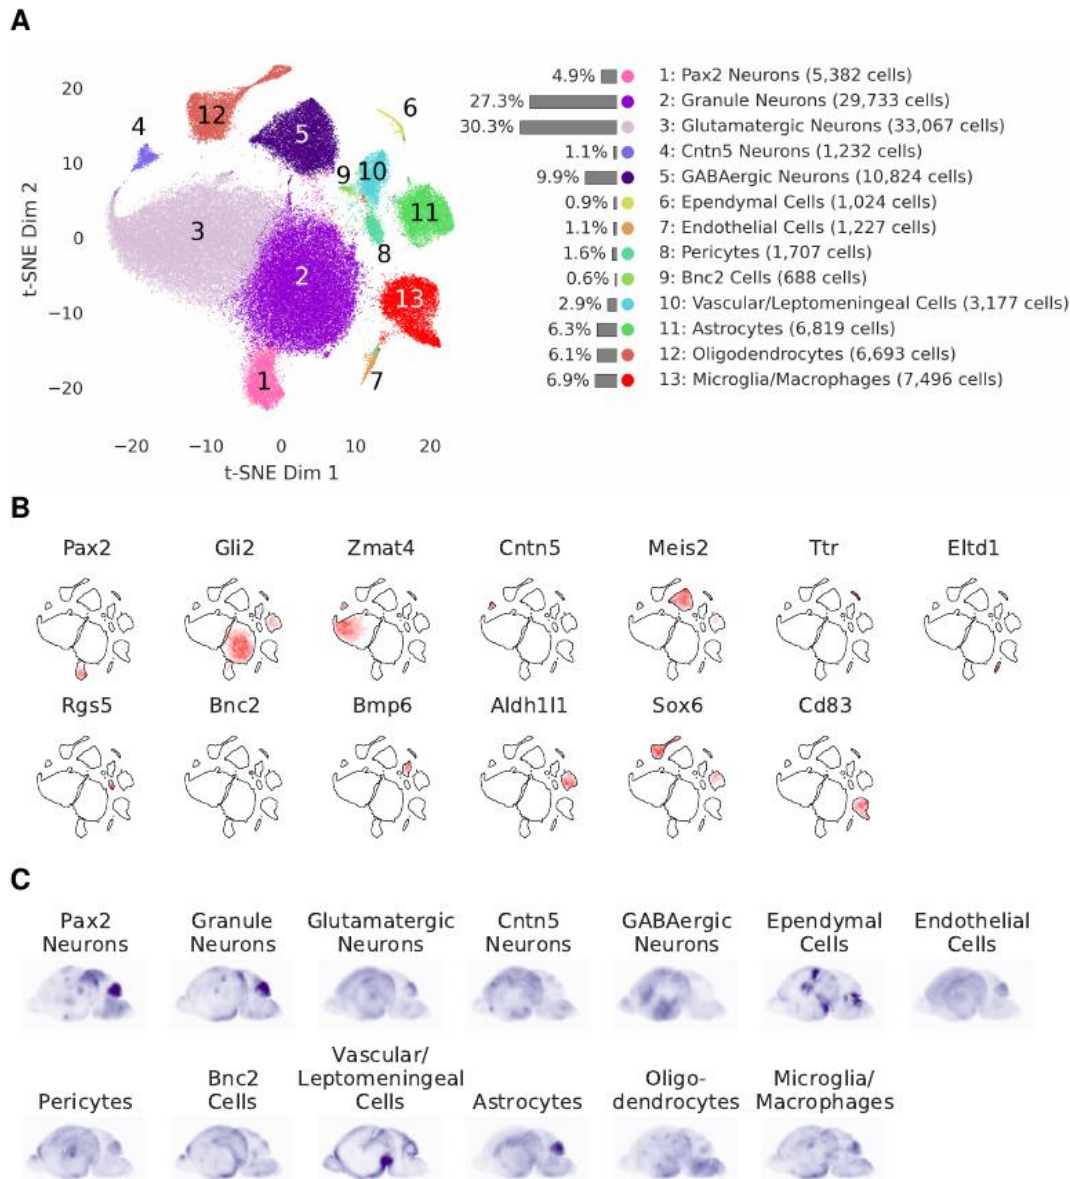 A
20
10
0
−10
−20
t-SNE Dim 2
−20 −10 0 10 20
t-SNE Dim 1
1
2
3
4
5
6
7
8
9
10
11
12
13
4.9% 1: Pax2 Neurons (5,382 cells)
27.3% 2: Granule Neurons (29,733 cells)
30.3% 3: Glutamatergic Neurons (33,067 cells)
1.1% 4: Cntn5 Neurons (1,232 cells)
9.9% 5: GABAergic Neurons (10,824 cells)
0.9% 6: Ependymal Cells (1,024 cells)
1.1% 7: Endothelial Cells (1,227 cells)
1.6% 8: Pericytes (1,707 cells)
0.6% 9: Bnc2 Cells (688 cells)
2.9% 10: Vascular/Leptomeningeal Cells (3,177 cells)
6.3% 11: Astrocytes (6,819 cells)
6.1% 12: Oligodendrocytes (6,693 cells)
6.9% 13: Microglia/Macrophages (7,496 cells)
B
Pax2 Gli2 Zmat4 Cntn5 Meis2 Ttr Eltd1
Rgs5 Bnc2 Bmp6 Aldh1l1 Sox6 Cd83
C
Pax2
Neurons
Granule
Neurons
Glutamatergic
Neurons
Cntn5
Neurons
GABAergic
Neurons
Ependymal
Cells
Endothelial
Cells
Pericytes
Bnc2
Cells
Vascular/
Leptomeningeal
Cells
Astrocytes
Oligo-
dendrocytes
Microglia/
Macrophages